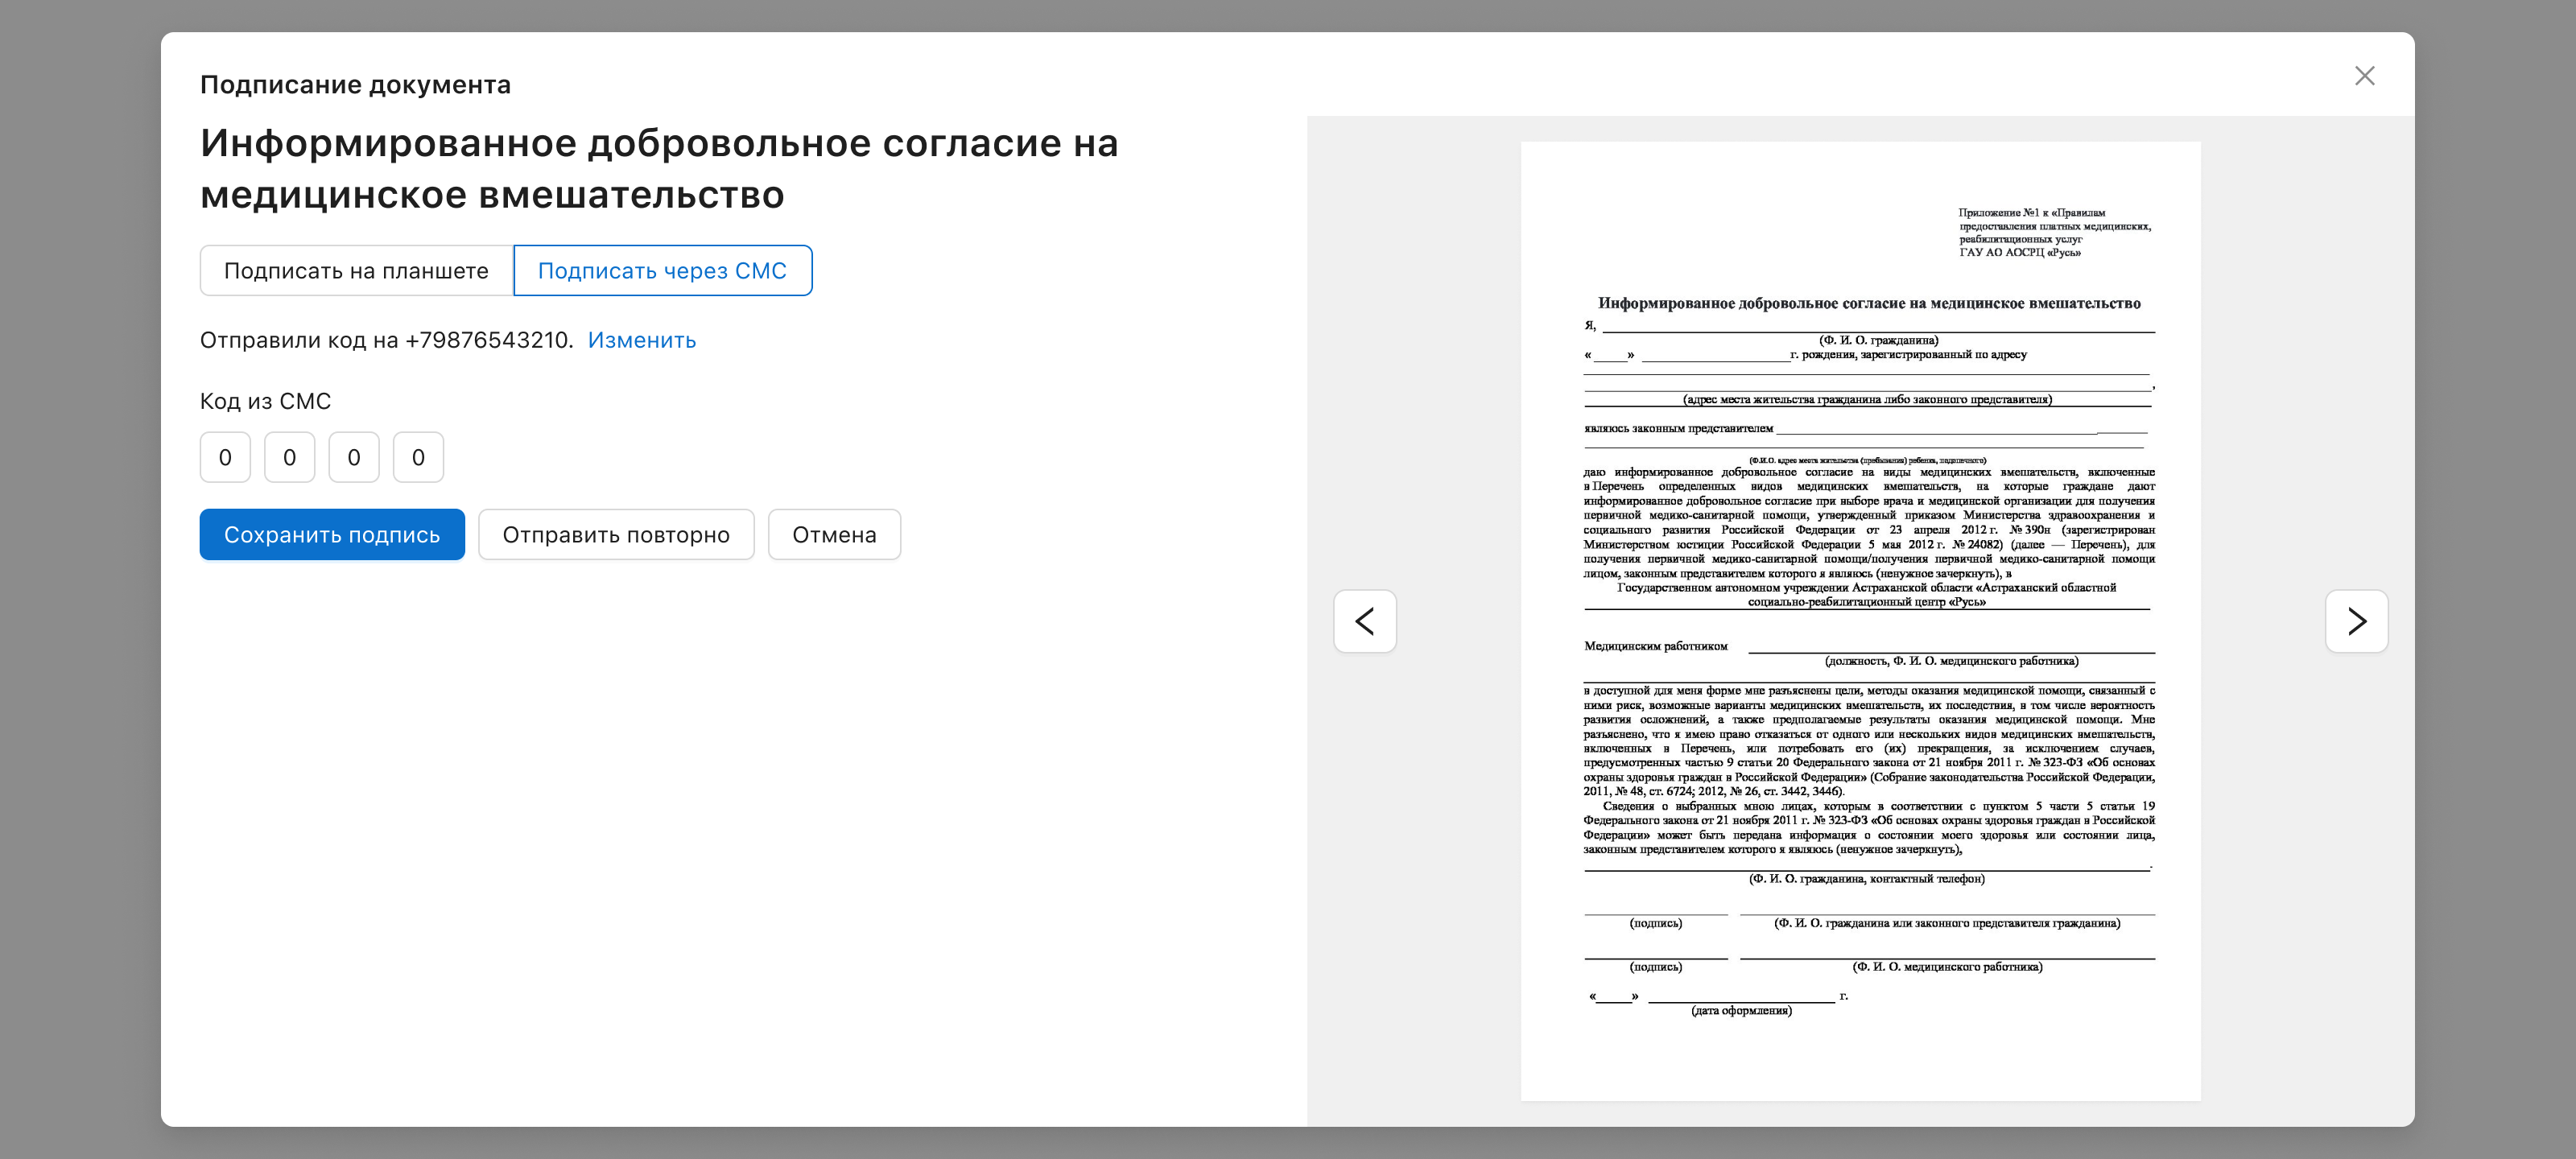 Подписание документа
Информированное добровольное согласие на
медицинское вмешательство
Подписать на планшете
Подписать через СМС
Отправили код на +79876543210. Изменить
Код из СМС
0 0 0 0
Сохранить подпись
Отправить повторно
Отмена
Приложение №1 к «Правилам
предоставления платных медицинских,
реабилитационных услуг
ГАУ АО АОСРЦ «Русь»
Информированное добровольное согласие на медицинское вмешательство
Я,
(Ф. И. О. гражданина)
« » г. рождения, зарегистрированный по адресу
,
(адрес места жительства гражданина либо законного представителя)
являюсь законным представителем
(Ф.И.О. адрес места жительства (пребывания) ребенка, подопечного)
даю информированное добровольное согласие на виды медицинских вмешательств, включенные
в Перечень определенных видов медицинских вмешательств, на которые граждане дают
информированное добровольное согласие при выборе врача и медицинской организации для получения
первичной медико-санитарной помощи, утвержденный приказом Министерства здравоохранения и
социального развития Российской Федерации от 23 апреля 2012 г. № 390н (зарегистрирован
Министерством юстиции Российской Федерации 5 мая 2012 г. № 24082) (далее — Перечень), для
получения первичной медико-санитарной помощи/получения первичной медико-санитарной помощи
лицом, законным представителем которого я являюсь (ненужное зачеркнуть), в
Государственном автономном учреждении Астраханской области «Астраханский областной
социально-реабилитационный центр «Русь»
Медицинским работником
(должность, Ф. И. О. медицинского работника)
в доступной для меня форме мне разъяснены цели, методы оказания медицинской помощи, связанный с
ними риск, возможные варианты медицинских вмешательств, их последствия, в том числе вероятность
развития осложнений, а также предполагаемые результаты оказания медицинской помощи. Мне
разъяснено, что я имею право отказаться от одного или нескольких видов медицинских вмешательств,
включенных в Перечень, или потребовать его (их) прекращения, за исключением случаев,
предусмотренных частью 9 статьи 20 Федерального закона от 21 ноября 2011 г. № 323-ФЗ «Об основах
охраны здоровья граждан в Российской Федерации» (Собрание законодательства Российской Федерации,
2011, № 48, ст. 6724; 2012, № 26, ст. 3442, 3446).
Сведения о выбранных мною лицах, которым в соответствии с пунктом 5 части 5 статьи 19
Федерального закона от 21 ноября 2011 г. № 323-ФЗ «Об основах охраны здоровья граждан в Российской
Федерации» может быть передана информация о состоянии моего здоровья или состоянии лица,
законным представителем которого я являюсь (ненужное зачеркнуть),
.
(Ф. И. О. гражданина, контактный телефон)
(подпись) (Ф. И. О. гражданина или законного представителя гражданина)
(подпись) (Ф. И. О. медицинского работника)
« » г.
(дата оформления)